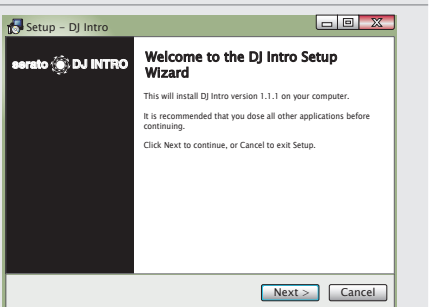 Setup - DJ Intro
serato DJ INTRO
Welcome to the DJ Intro Setup
Wizard
This will install DJ Intro version 1.1.1 on your computer.
It is recommended that you dose all other applications before
continuing.
Click Next to continue, or Cancel to exit Setup.
Next > Cancel